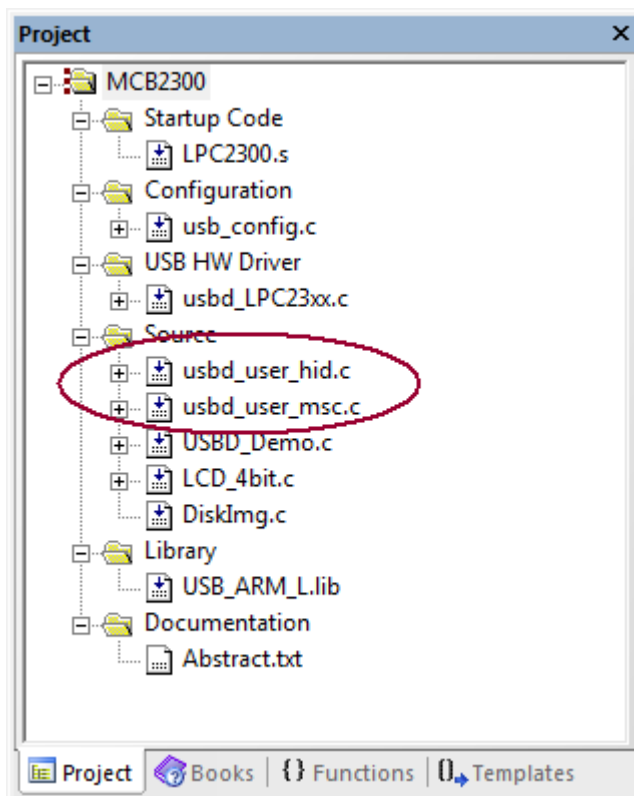 Project
MCB2300
Startup Code
LPC2300.s
Configuration
usb_config.c
USB HW Driver
usbd_LPC23xx.c
Source
usbd_user_hid.c
usbd_user_msc.c
USBD_Demo.c
LCD_4bit.c
DiskImg.c
Library
USB_ARM_L.lib
Documentation
Abstract.txt
Project Books {} Functions 0 Templates